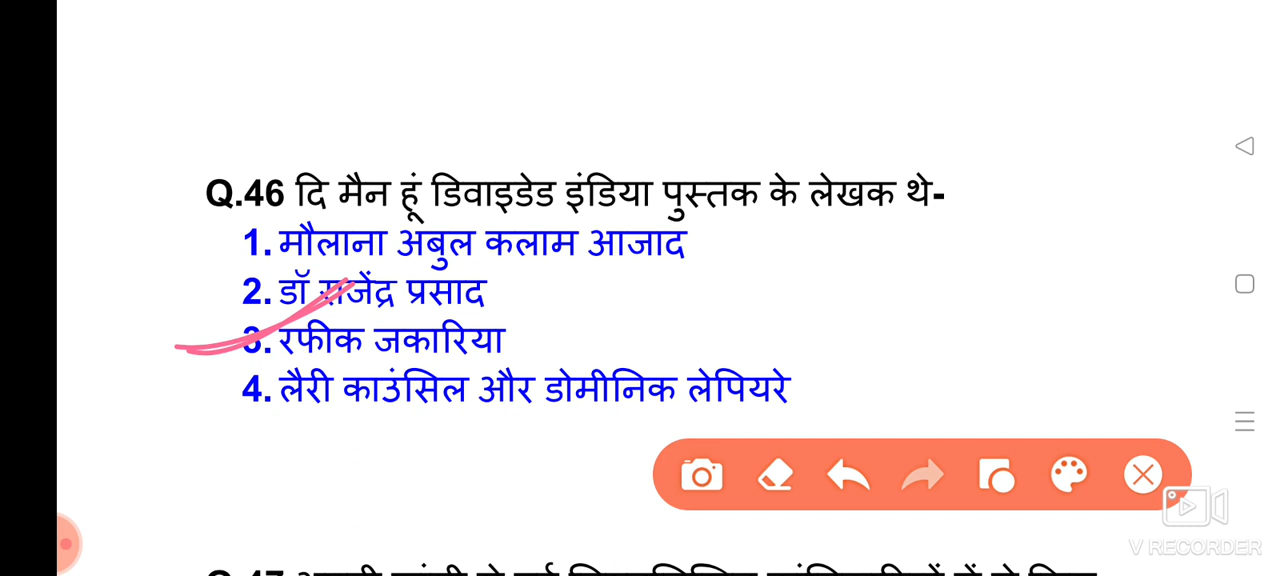 Q.46 दि मैन हूं डिवाइडेड इंडिया पुस्तक के लेखक थे-
1. मौलाना अबुल कलाम आजाद
2. डॉ राजेंद्र प्रसाद
3. रफीक जकारिया
4. लैरी काउंसिल और डोमीनिक लेपियरे
V RECORDER